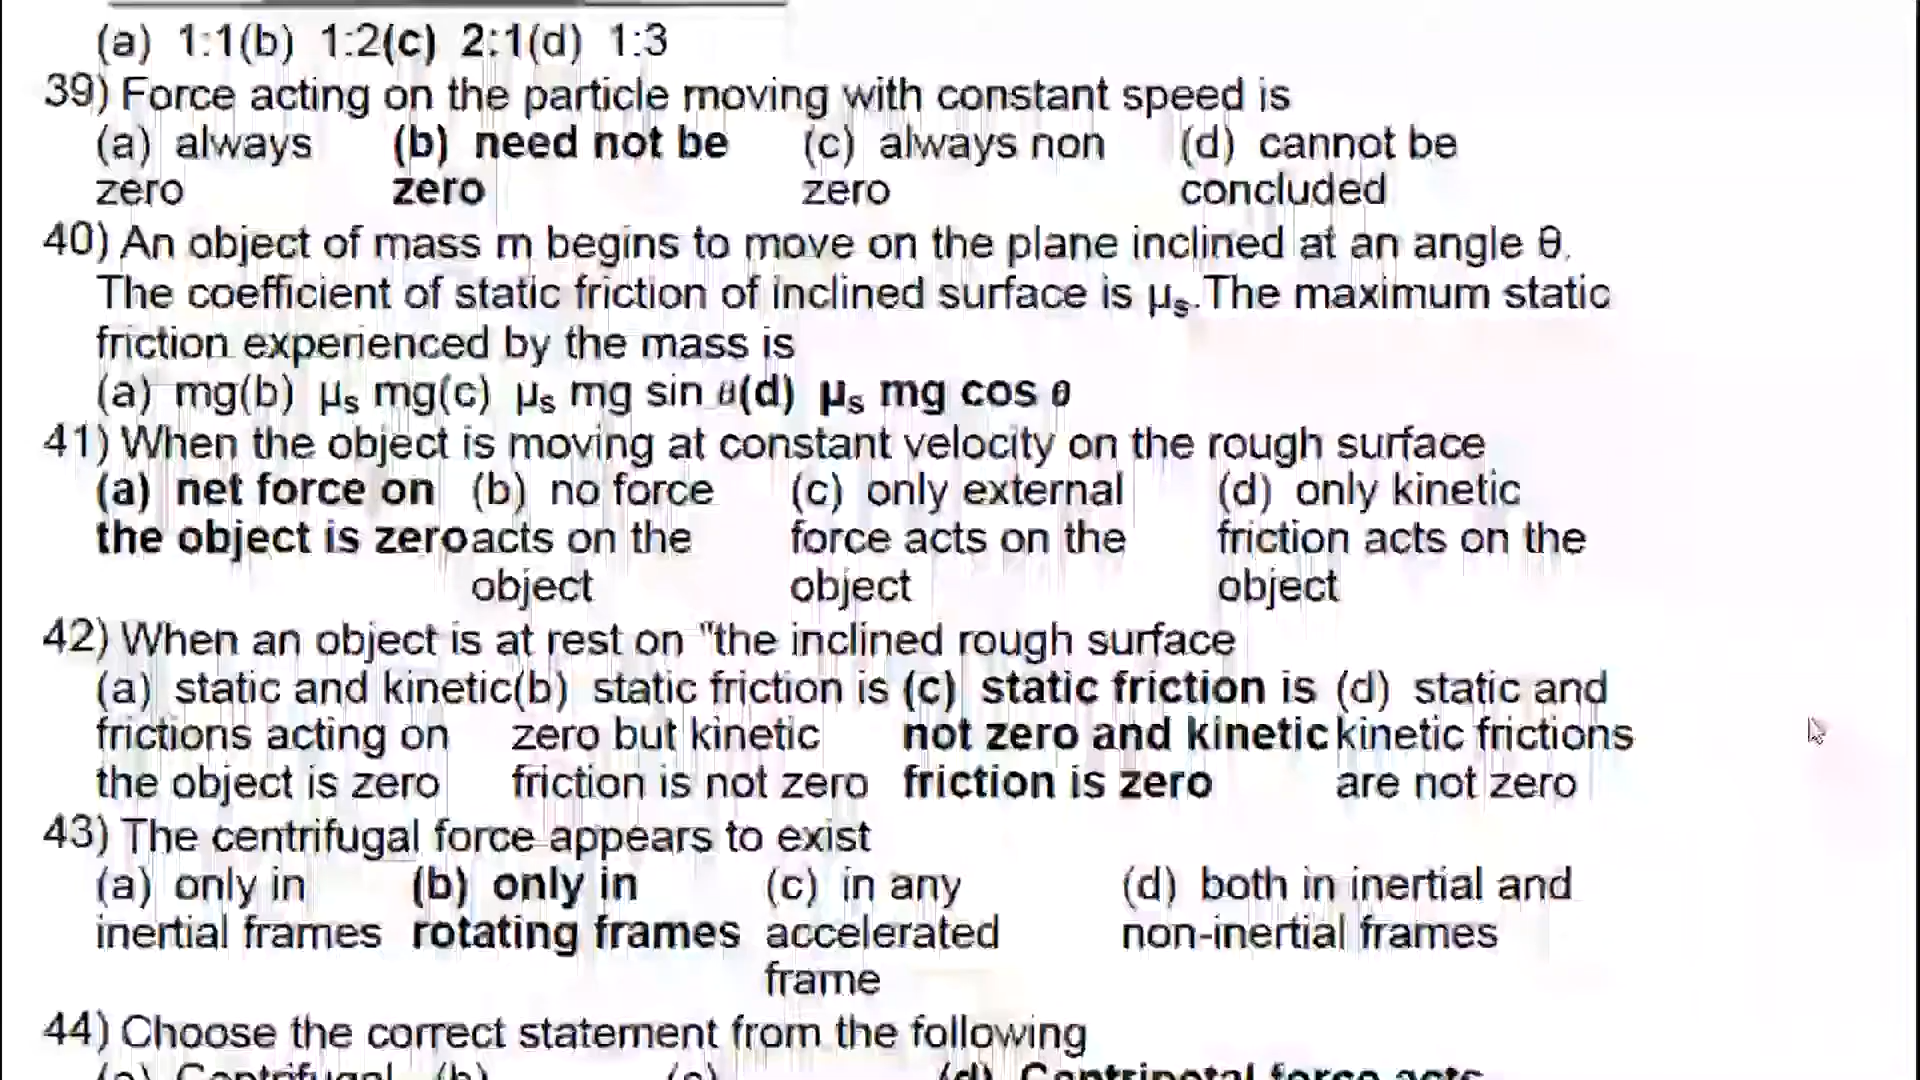 (a) 1:1(b) 1:2(c) 2:1(d) 1:3
39) Force acting on the particle moving with constant speed is
(a) always (b) need not be (c) always non (d) cannot be
zero zero zero concluded
40) An object of mass m begins to move on the plane inclined at an angle θ.
The coefficient of static friction of inclined surface is μₛ.The maximum static
friction experienced by the mass is
(a) mg(b) μₛ mg(c) μₛ mg sin θ(d) μₛ mg cos θ
41) When the object is moving at constant velocity on the rough surface
(a) net force on (b) no force (c) only external (d) only kinetic
the object is zero acts on the force acts on the friction acts on the
object object object
42) When an object is at rest on "the inclined rough surface
(a) static and kinetic(b) static friction is (c) static friction is (d) static and
frictions acting on zero but kinetic not zero and kinetic kinetic frictions
the object is zero friction is not zero friction is zero are not zero
43) The centrifugal force appears to exist
(a) only in (b) only in (c) in any (d) both in inertial and
inertial frames rotating frames accelerated non-inertial frames
frame
44) Choose the correct statement from the following
(a) Centrifugal (b) (c) (d) Centripetal force acts